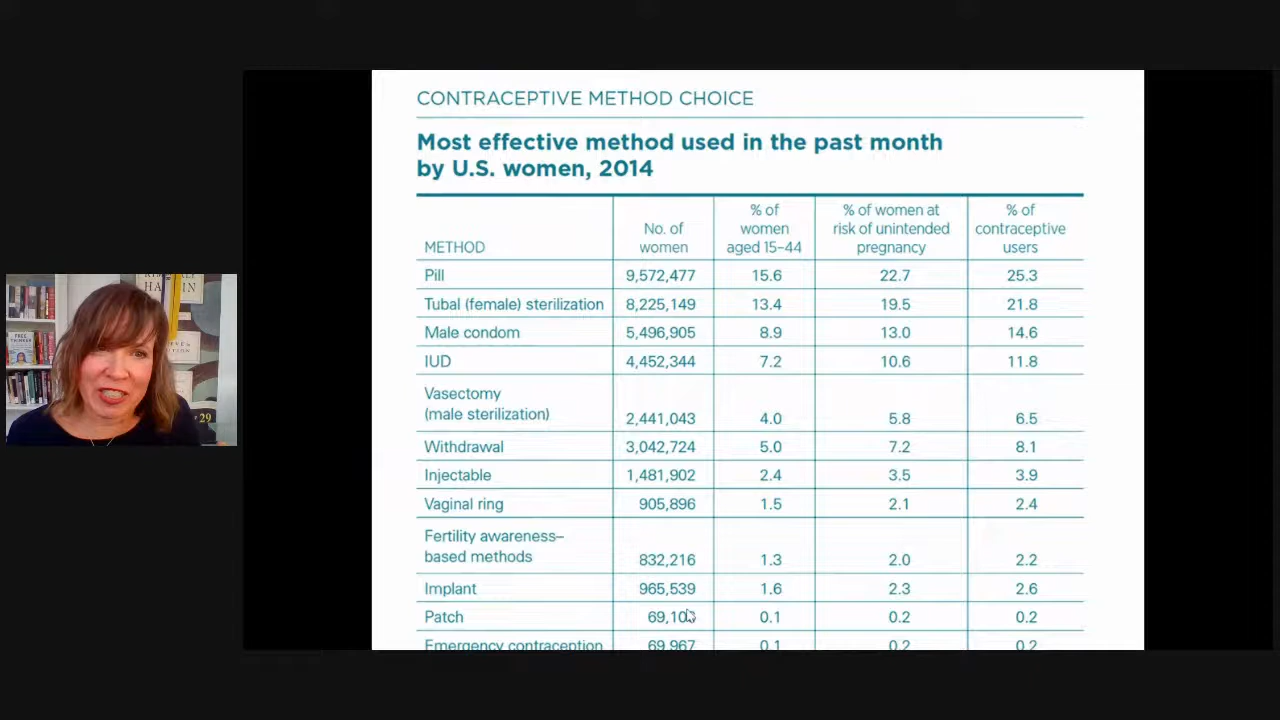 CONTRACEPTIVE METHOD CHOICE
Most effective method used in the past month
by U.S. women, 2014
METHOD No. of women % of women aged 15–44 % of women at risk of unintended pregnancy % of contraceptive users
Pill 9,572,477 15.6 22.7 25.3
Tubal (female) sterilization 8,225,149 13.4 19.5 21.8
Male condom 5,496,905 8.9 13.0 14.6
IUD 4,452,344 7.2 10.6 11.8
Vasectomy
(male sterilization) 2,441,043 4.0 5.8 6.5
Withdrawal 3,042,724 5.0 7.2 8.1
Injectable 1,481,902 2.4 3.5 3.9
Vaginal ring 905,896 1.5 2.1 2.4
Fertility awareness–
based methods 832,216 1.3 2.0 2.2
Implant 965,539 1.6 2.3 2.6
Patch 0.1 0.2 0.2
Emergency contraception 69,967 0.1 0.2 0.2
FREE
THINKER
29